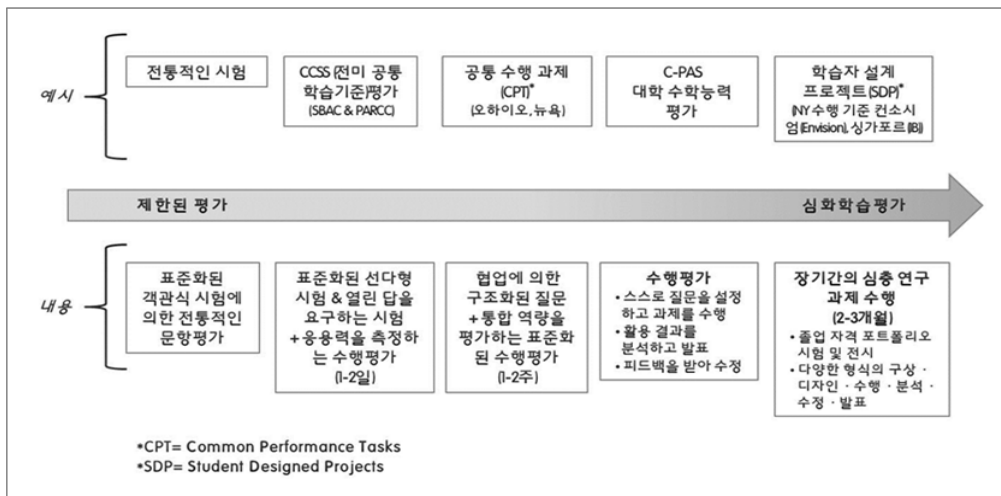 예시
전통적인 시험
CCSS (전미 공통
학습기준)평가
(SBAC & PARCC)
공통 수행 과제
(CPT)*
(오하이오, 뉴욕)
C-PAS
대학 수학능력
평가
학습자 설계
프로젝트(SDP)*
(NY 수행 기준 컨소시
엄(Envision), 싱가포르(IB))
제한된 평가
심화학습평가
내용
표준화된
객관식 시험에
의한 전통적인
문항평가
표준화된 선다형
시험 & 열린 답을
요구하는 시험
+응용력을 측정하
는 수행평가
(1-2일)
협업에 의한
구조화된 질문
+통합 역량을
평가하는 표준화
된 수행평가
(1-2주)
수행평가
• 스스로 질문을 설정
하고 과제를 수행
• 활용 결과를
분석하고 발표
• 피드백을 받아 수정
장기간의 심층 연구
과제 수행
(2-3개월)
• 졸업 자격 포트폴리오
시험 및 전시
• 다양한 형식의 구상 ·
디자인 · 수행 · 분석 ·
수정 · 발표
*CPT= Common Performance Tasks
*SDP= Student Designed Projects